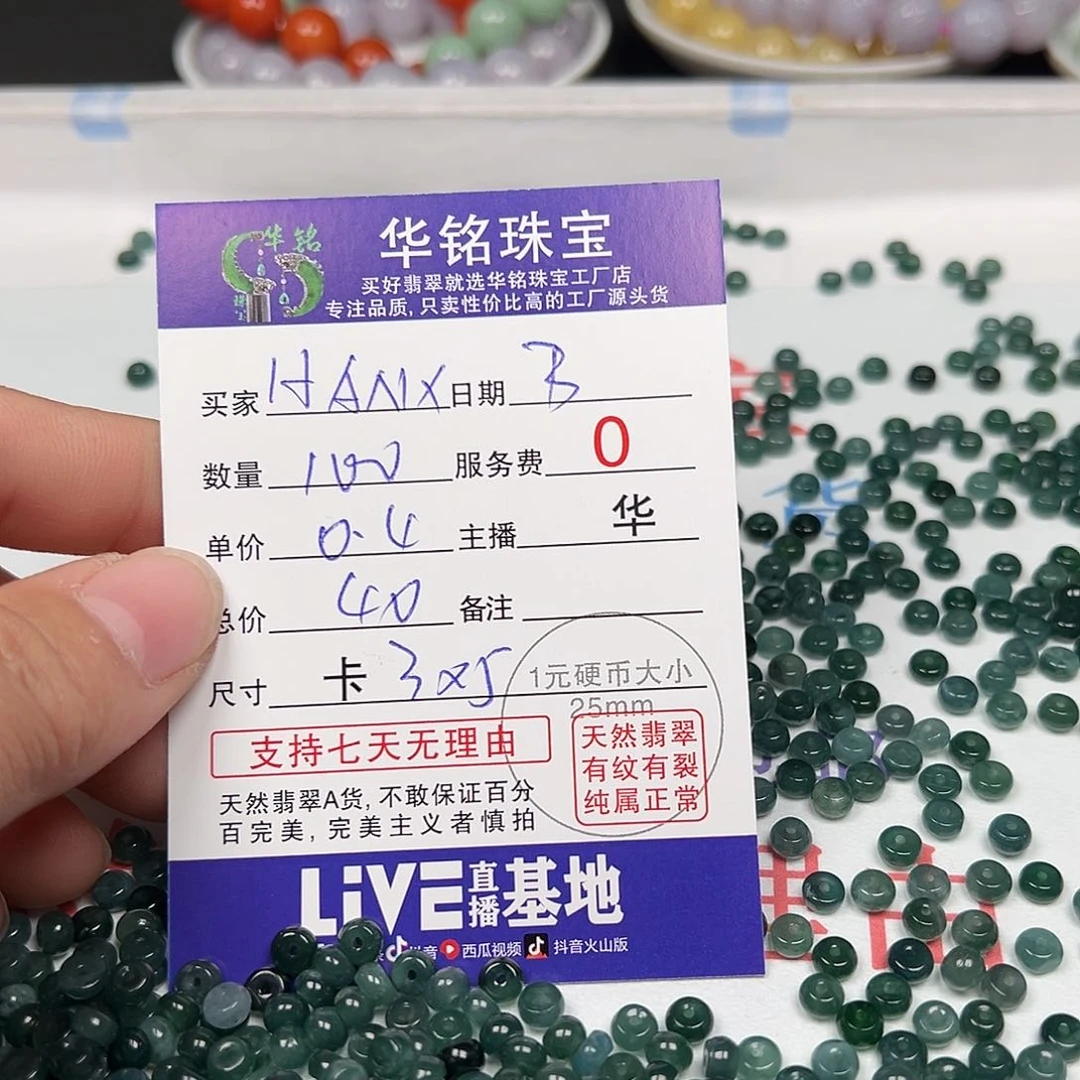 华铭
华铭珠宝
买好翡翠就选华铭珠宝工厂店
专注品质,只卖性价比高的工厂源头货
买家 HANX 日期 B
数量 100 服务费 0
单价 0.4 主播 华
总价 40 备注
尺寸 卡 3x5 1元硬币大小
25mm
支持七天无理由
天然翡翠
有纹有裂
纯属正常
天然翡翠A货,不敢保证百分
百完美,完美主义者慎拍
LiVE直播基地
抖音 西瓜视频 抖音火山版
货